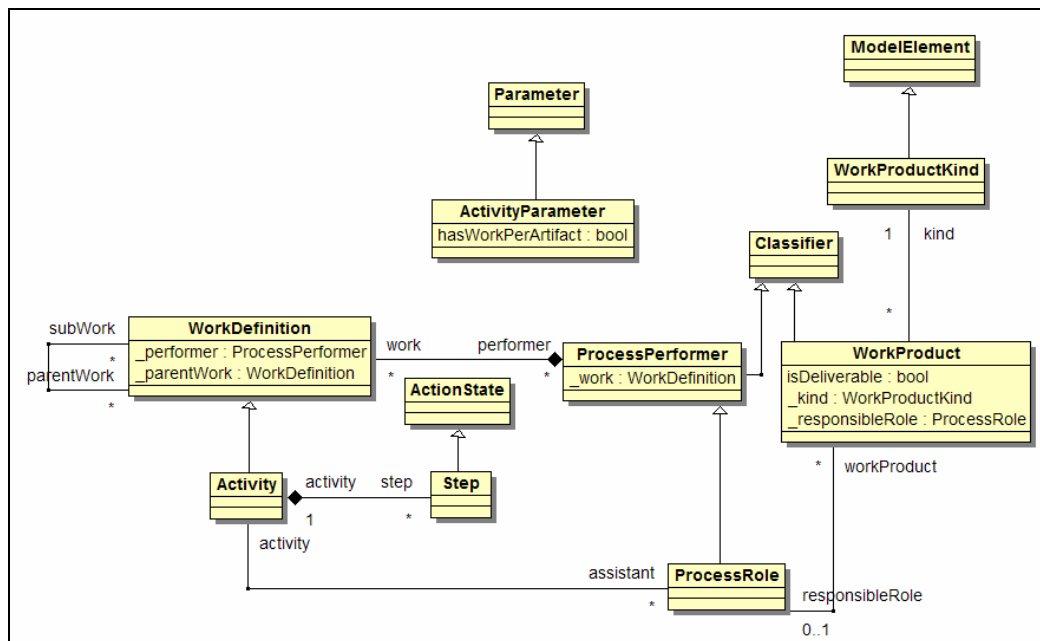 ModelElement
Parameter
WorkProductKind
ActivityParameter
hasWorkPerArtifact : bool
1
kind
Classifier
*
subWork
*
parentWork
*
WorkDefinition
_performer : ProcessPerformer
_parentWork : WorkDefinition
work
*
performer
*
ProcessPerformer
_work : WorkDefinition
WorkProduct
isDeliverable : bool
_kind : WorkProductKind
_responsibleRole : ProcessRole
ActionState
*
workProduct
Activity
activity
1
step
*
Step
activity
assistant
*
ProcessRole
responsibleRole
0..1